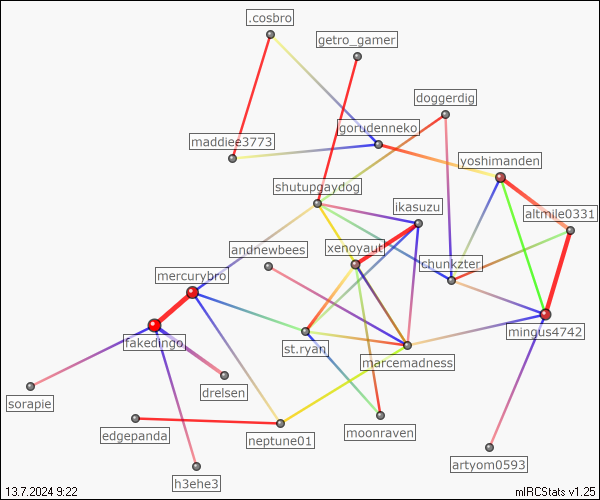 .cosbro
getro_gamer
doggerdig
gorudenneko
maddiee3773
yoshimanden
shutupgaydog
ikasuzu
altmile0331
andnewbees
xenoyaut
chunkzter
mercurybro
mingus4742
fakedingo
st.ryan
marcemadness
drelsen
sorapie
edgepanda
neptune01
moonraven
artyom0593
h3ehe3
13.7.2024 9:22
mIRCStats v1.25